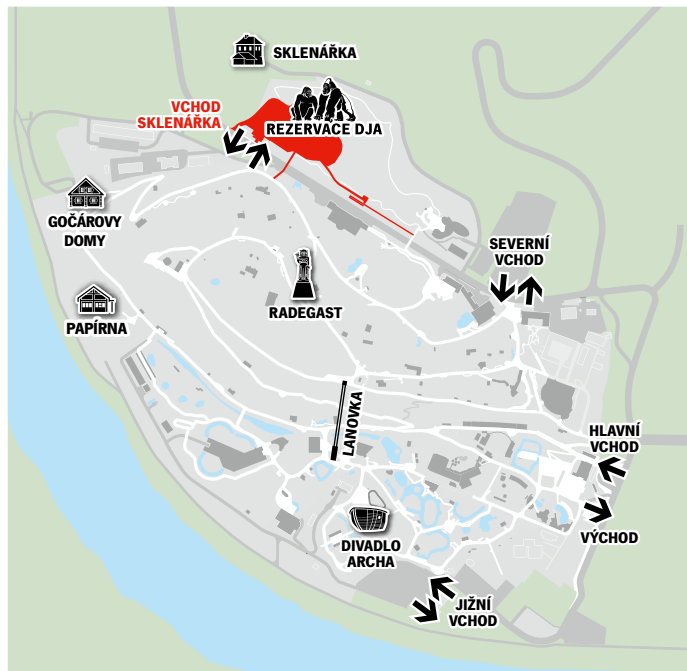 SKLENÁŘKA
VCHOD
SKLENÁŘKA
REZERVACE DJA
GOČÁROVY
DOMY
SEVERNÍ
VCHOD
RADEGAST
PAPÍRNA
LANOVKA
HLAVNÍ
VCHOD
VÝCHOD
DIVADLO
ARCHA
JIŽNÍ
VCHOD